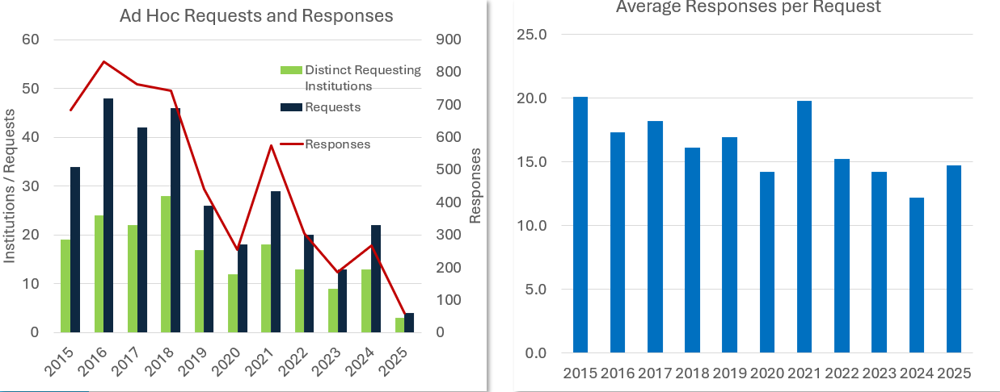 Ad Hoc Requests and Responses
60
50
40
30
20
10
0
Institutions / Requests
900
800
700
600
500
400
300
200
100
0
Responses
Distinct Requesting
Institutions
Requests
Responses
2015 2016 2017 2018 2019 2020 2021 2022 2023 2024 2025
Average Responses per Request
25.0
20.0
15.0
10.0
5.0
0.0
2015 2016 2017 2018 2019 2020 2021 2022 2023 2024 2025